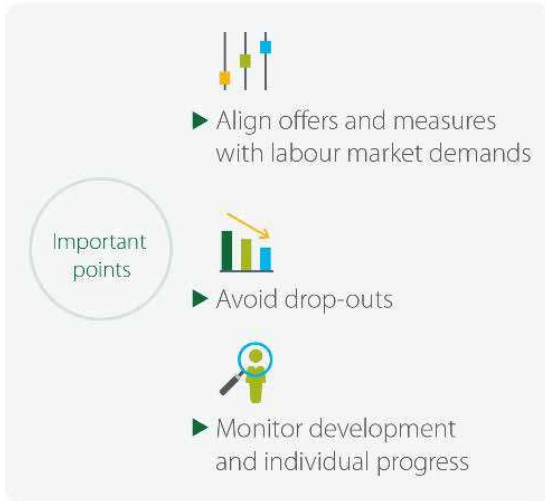 Important
points
Align offers and measures
with labour market demands
Avoid drop-outs
Monitor development
and individual progress